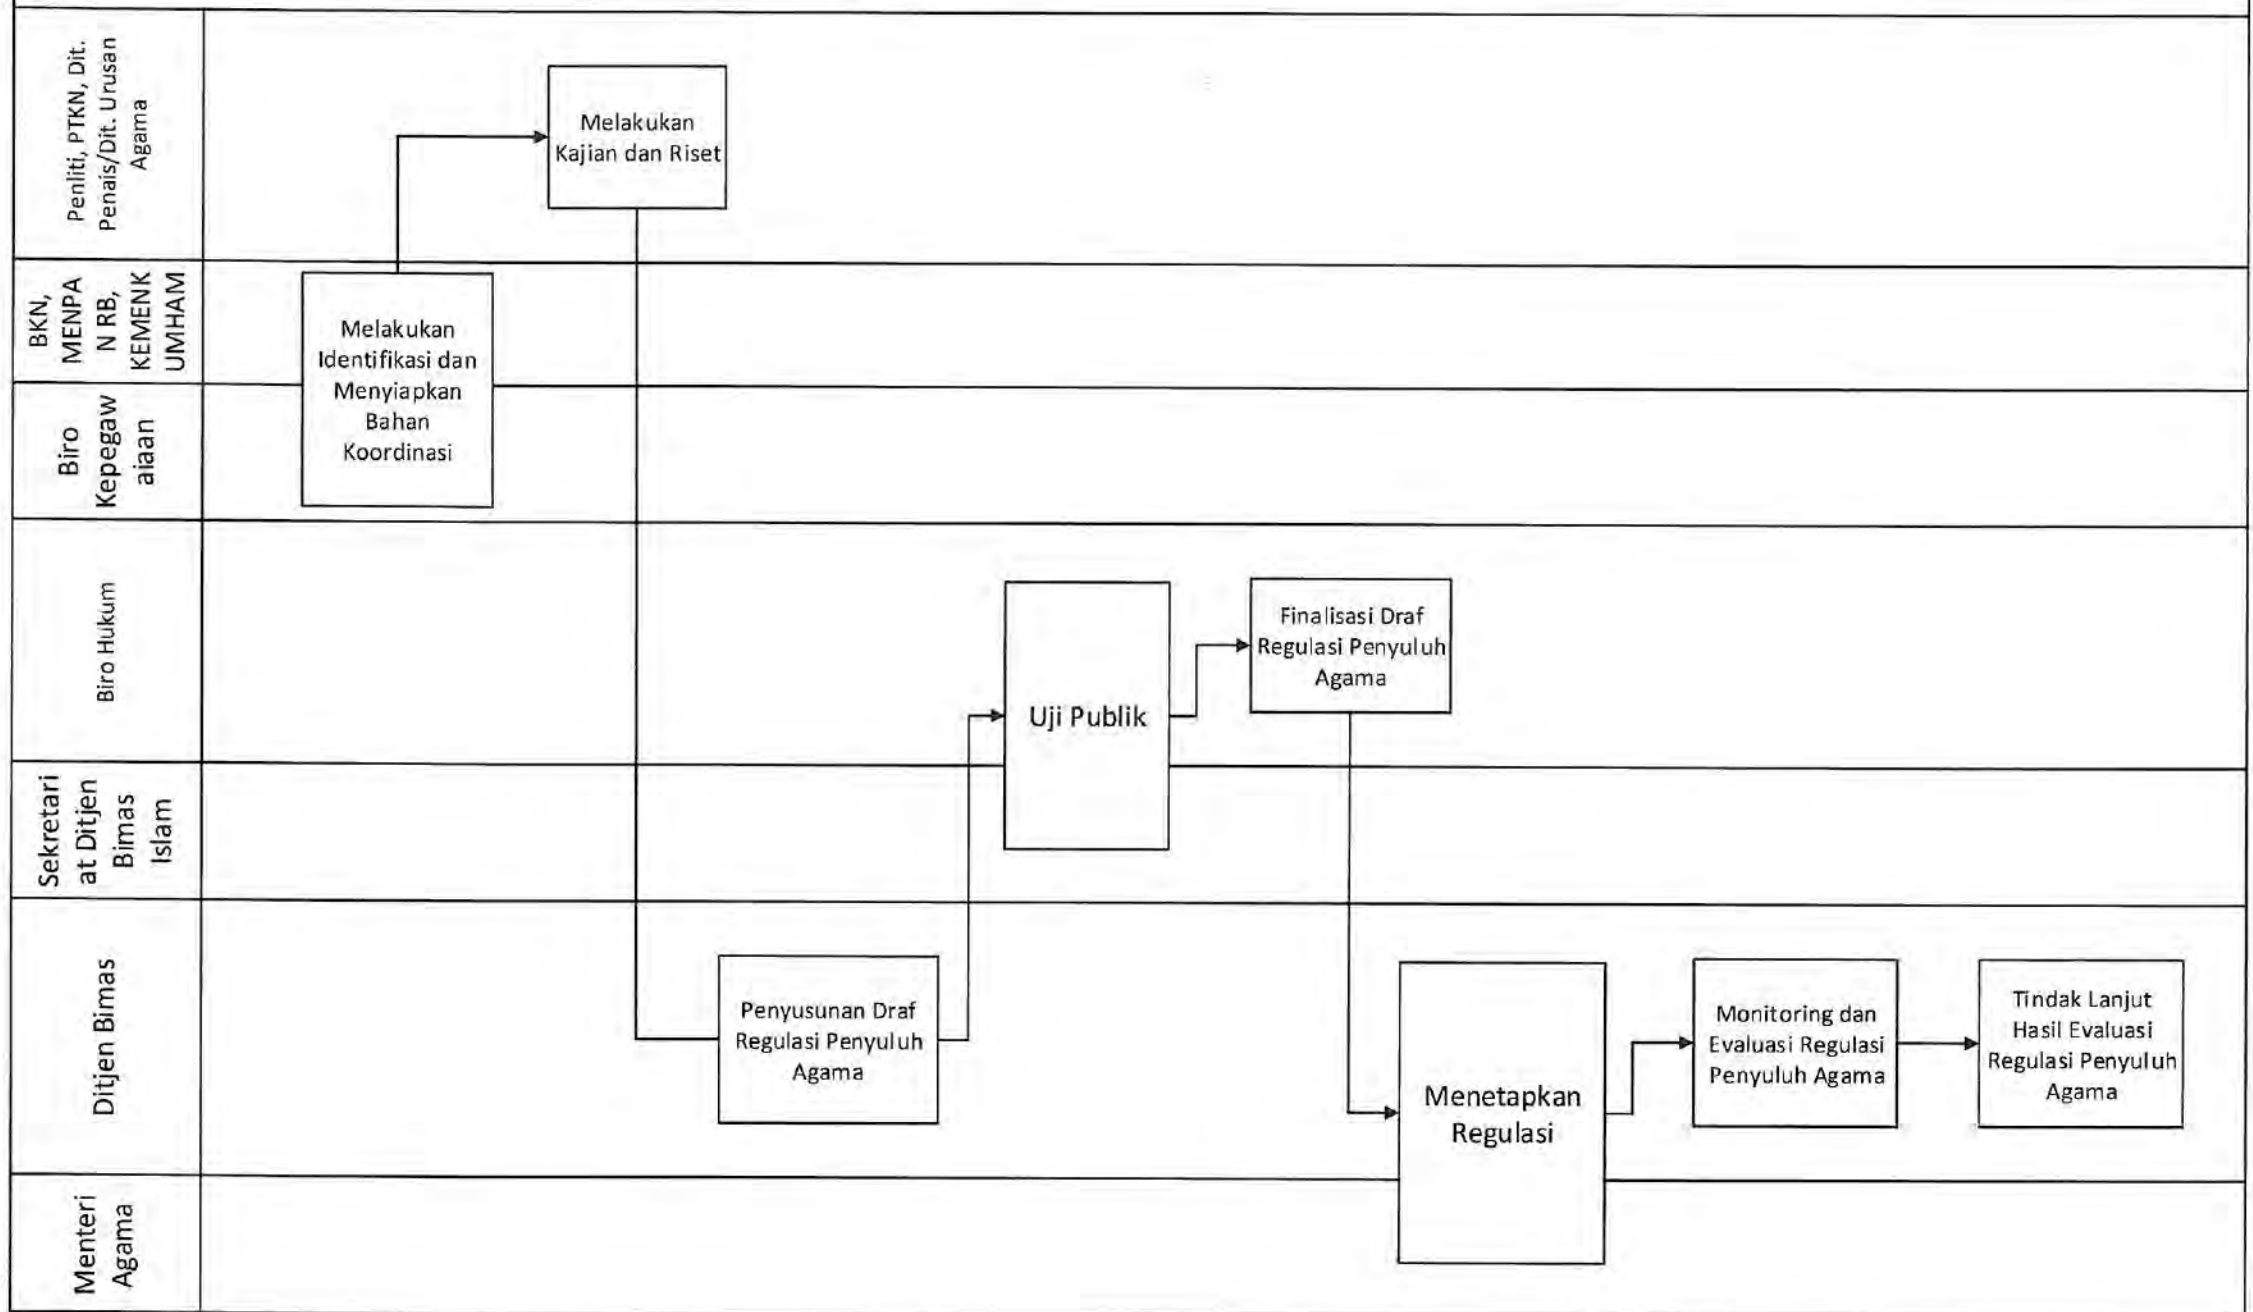 Penliti, PTKN, Dit.
Penais/Dit. Urusan
Agama
Melakukan
Kajian dan Riset
BKN,
MENPA
N RB,
KEMENK
UMHAM
Melakukan
Identifikasi dan
Menyiapkan
Bahan
Koordinasi
Biro
Kepegaw
aiaan
Biro Hukum
Uji Publik
Finalisasi Draf
Regulasi Penyuluh
Agama
Sekretari
at Ditjen
Bimas
Islam
Ditjen Bimas
Penyusunan Draf
Regulasi Penyuluh
Agama
Menetapkan
Regulasi
Monitoring dan
Evaluasi Regulasi
Penyuluh Agama
Tindak Lanjut
Hasil Evaluasi
Regulasi Penyuluh
Agama
Menteri
Agama